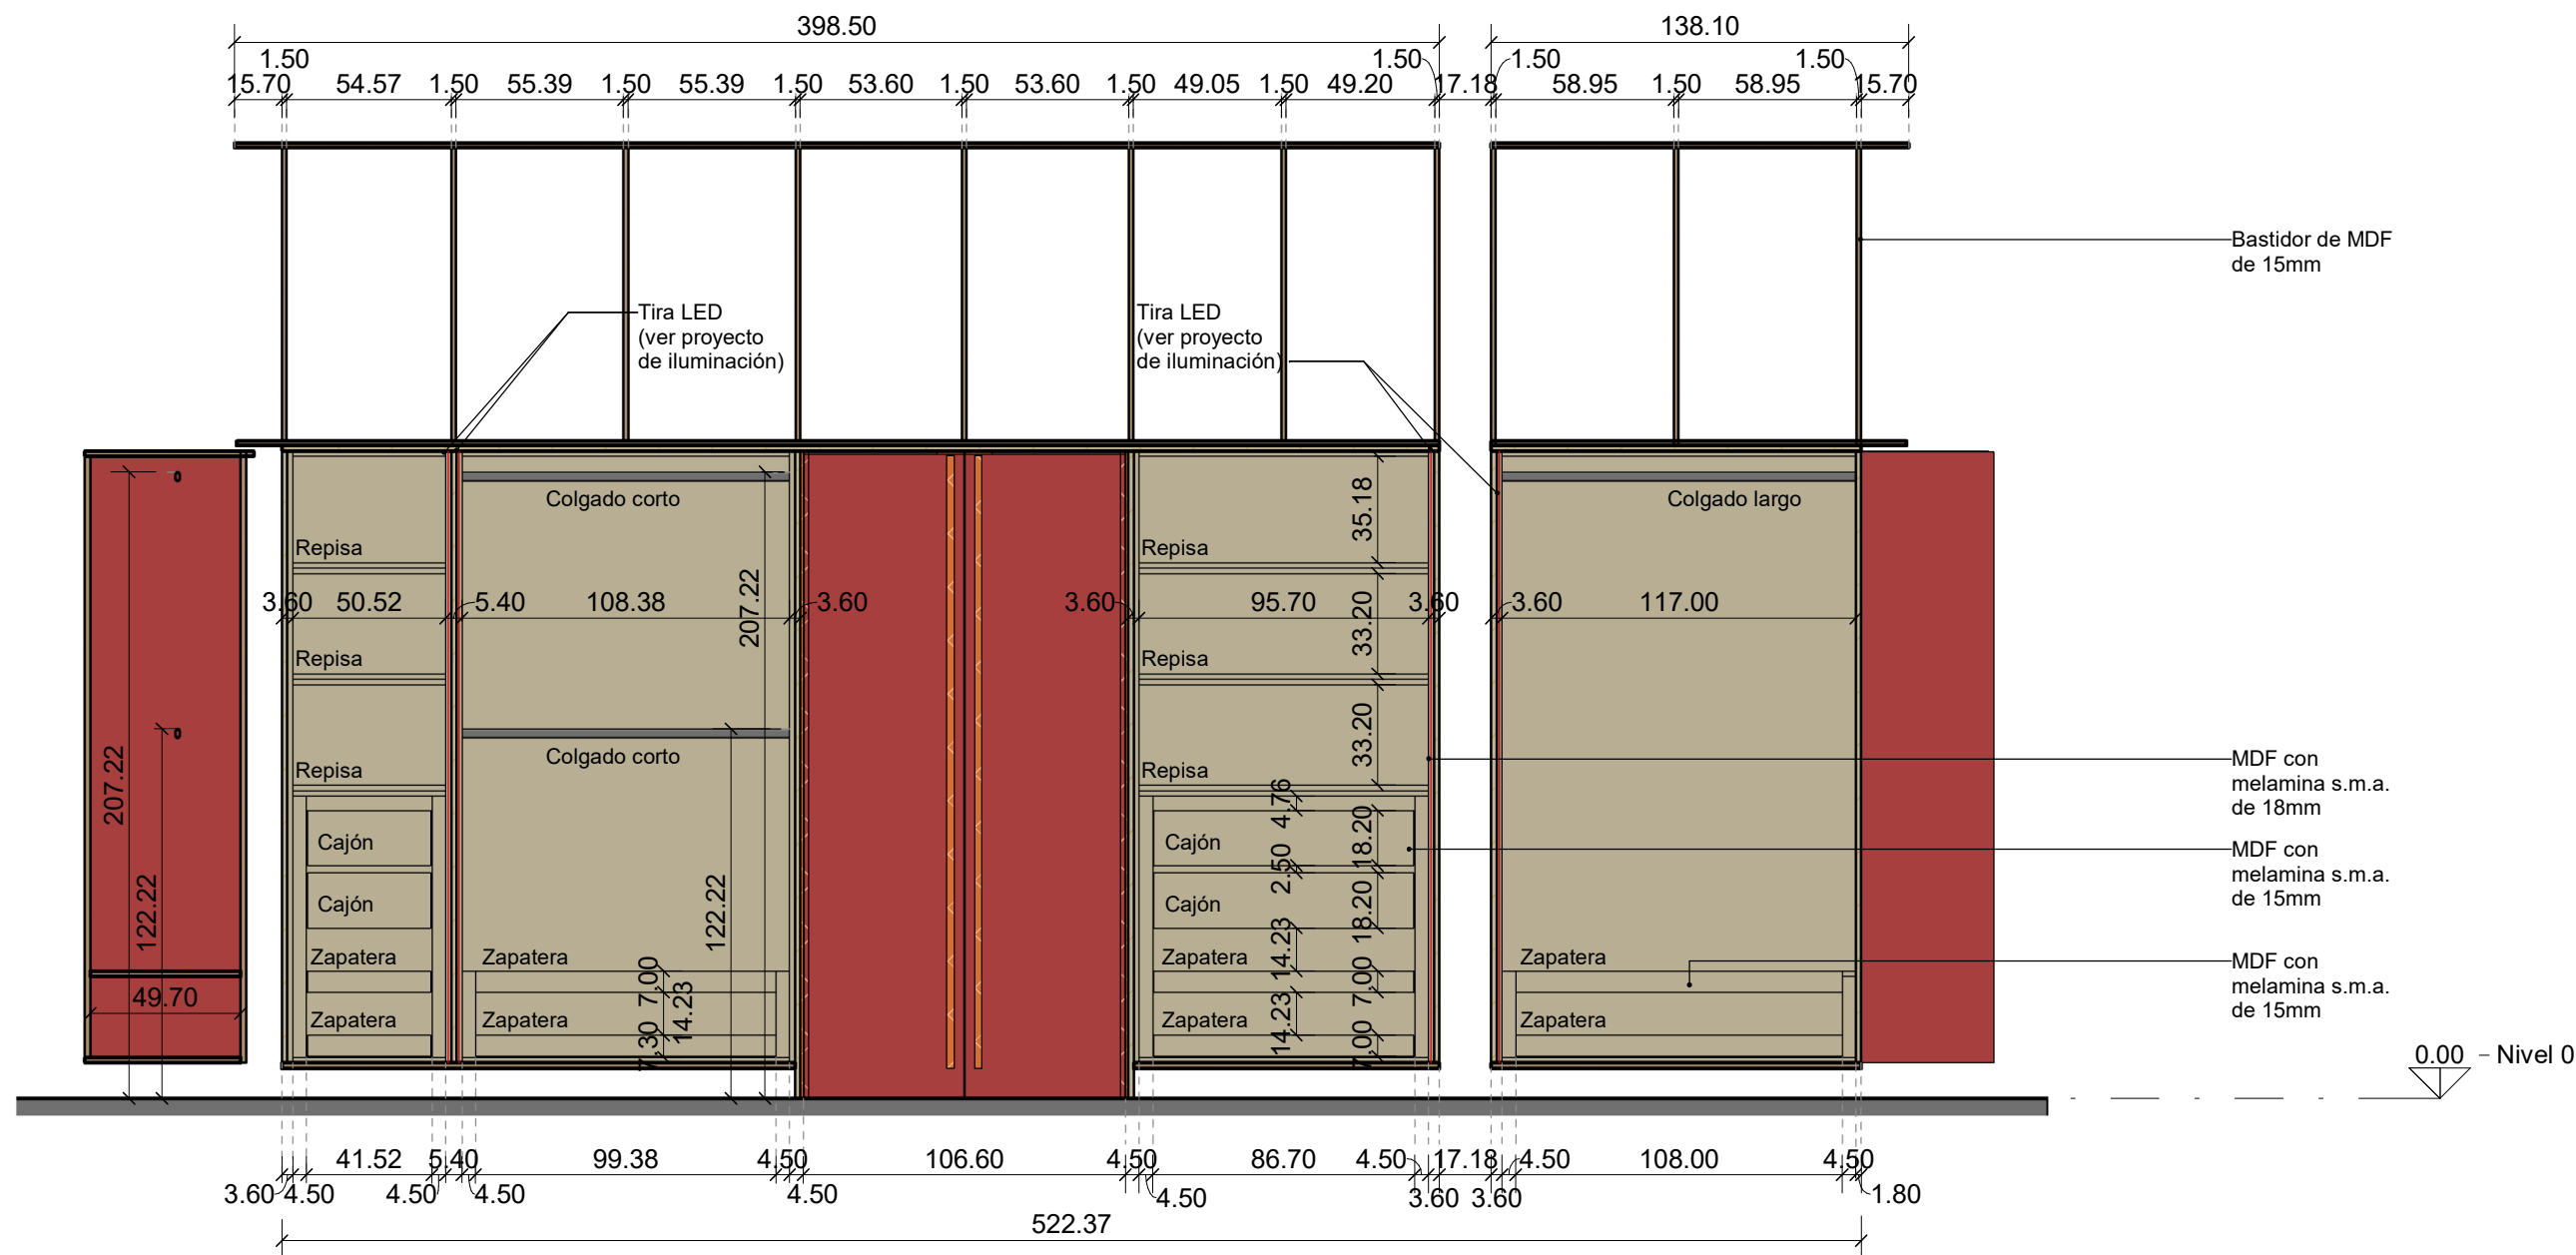 398.50 138.10
1.50 1.50 1.50 1.50
15.70 54.57 1.50 55.39 1.50 55.39 1.50 53.60 1.50 53.60 1.50 49.05 1.50 49.20 17.18 58.95 1.50 58.95 15.70
Bastidor de MDF
de 15mm
Tira LED
(ver proyecto
de iluminación)
Tira LED
(ver proyecto
de iluminación)
Colgado corto
Colgado largo
35.18
Repisa
Repisa
3.60 50.52 5.40 108.38 3.60 3.60 95.70 3.60 3.60 117.00
207.22
33.20
Repisa
Repisa
33.20
Colgado corto
Repisa
Repisa
MDF con
melamina s.m.a.
de 18mm
207.22
122.22
122.22
4.76
18.20
2.50
18.20
14.23
7.00
14.23
7.00
Cajón
Cajón
Cajón
Cajón
MDF con
melamina s.m.a.
de 15mm
Zapatera
Zapatera
Zapatera
Zapatera
7.00
14.23
7.30
49.70
Zapatera
Zapatera
Zapatera
Zapatera
MDF con
melamina s.m.a.
de 15mm
0.00 – Nivel 0
41.52 5.40 99.38 4.50 106.60 4.50 86.70 4.50 17.18 4.50 108.00 4.50
3.60 4.50 4.50 4.50 4.50 4.50 3.60 3.60 1.80
522.37